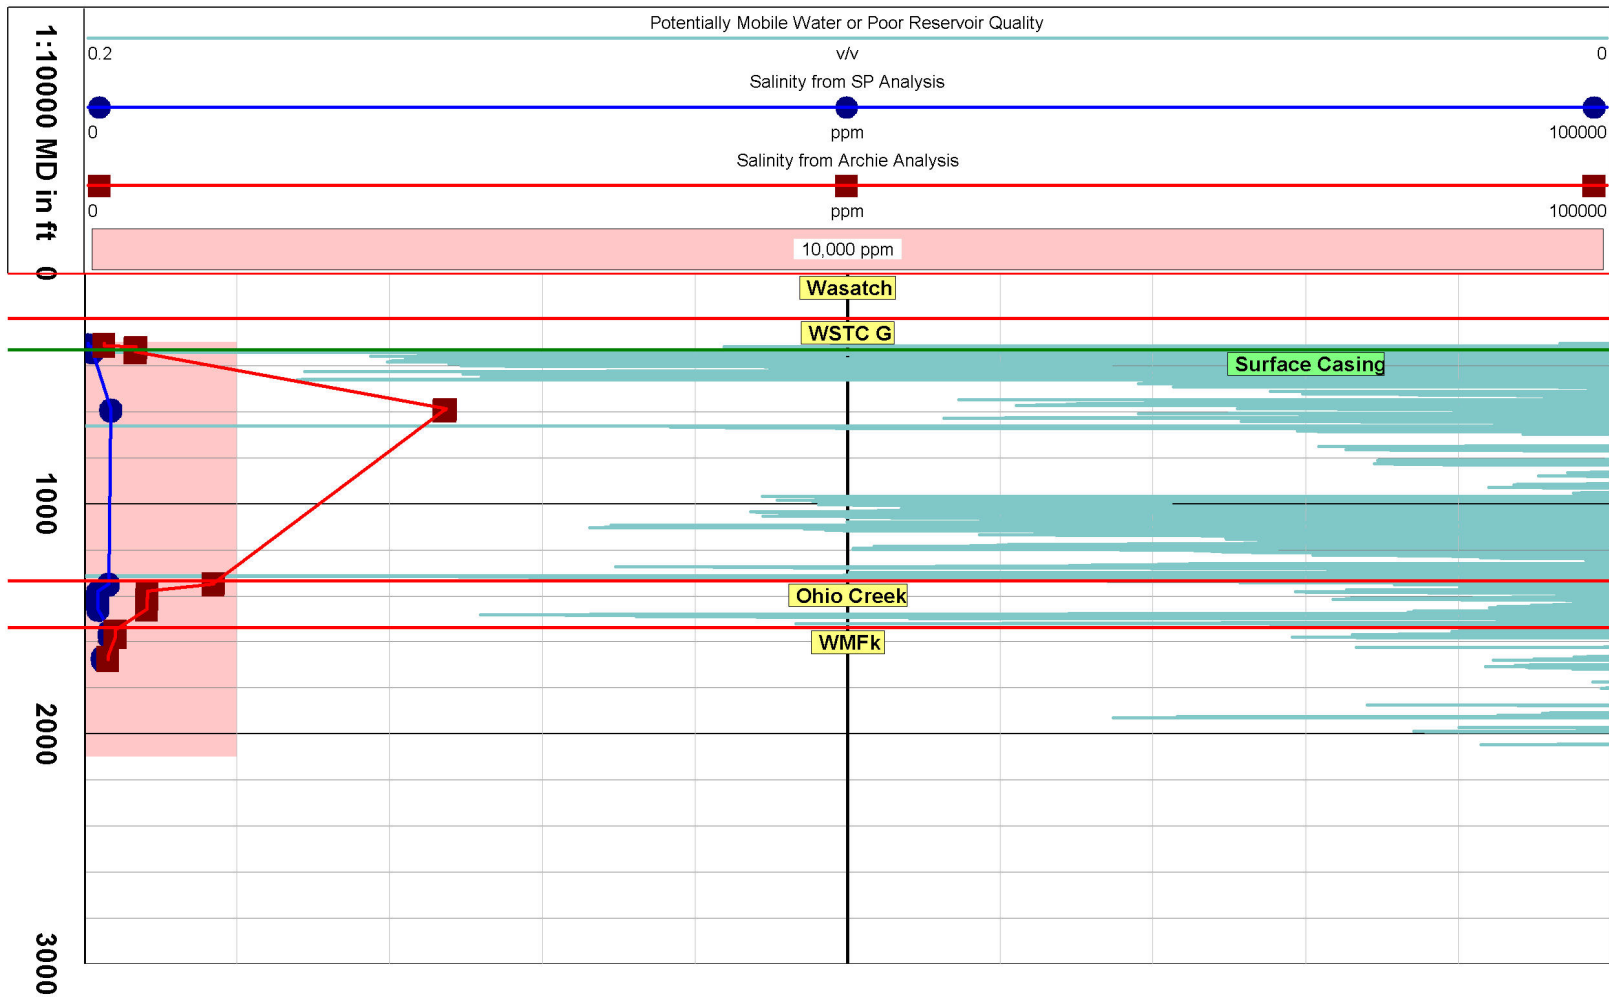 Potentially Mobile Water or Poor Reservoir Quality
0.2 v/v 0
Salinity from SP Analysis
0 ppm 100000
Salinity from Archie Analysis
0 ppm 100000
10,000 ppm
1:10000 MD in ft
0
Wasatch
WSTC G
Surface Casing
1000
Ohio Creek
WMFk
2000
3000